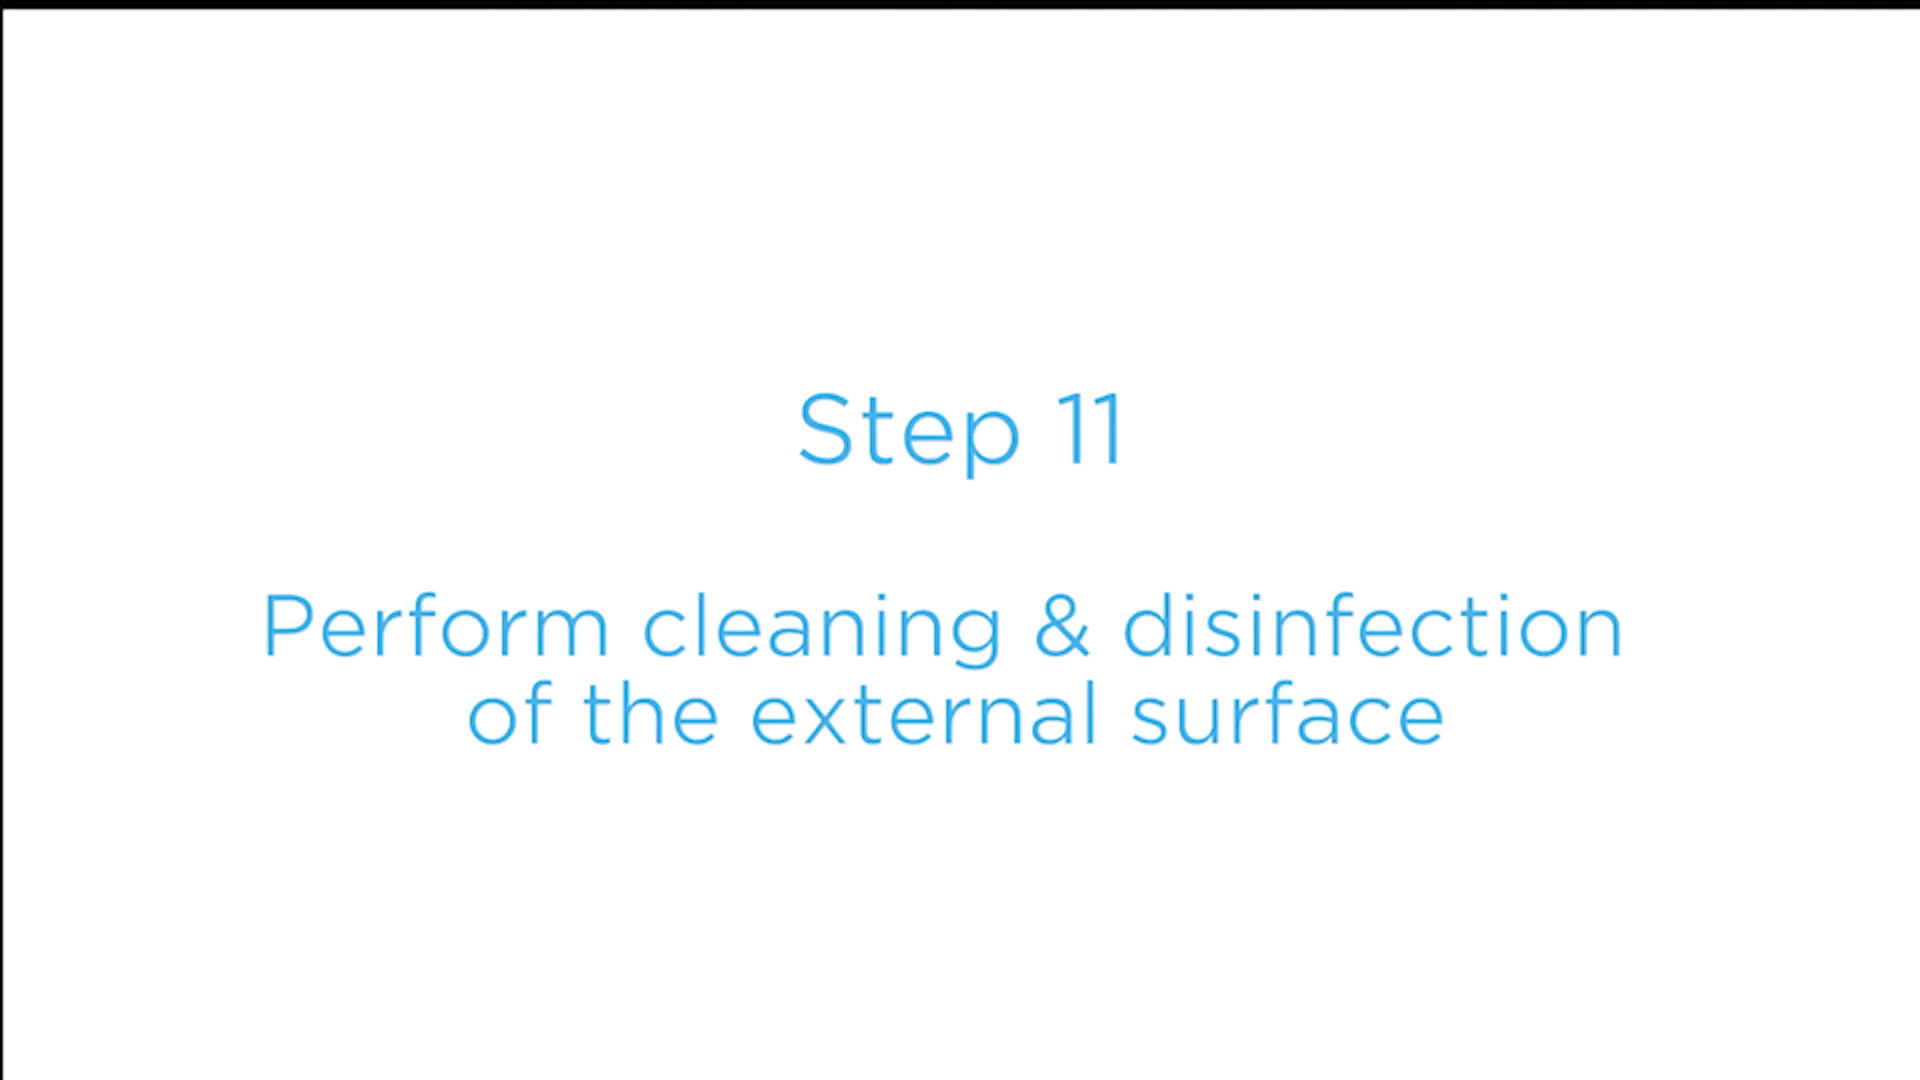 Step 11
Perform cleaning & disinfection
of the external surface